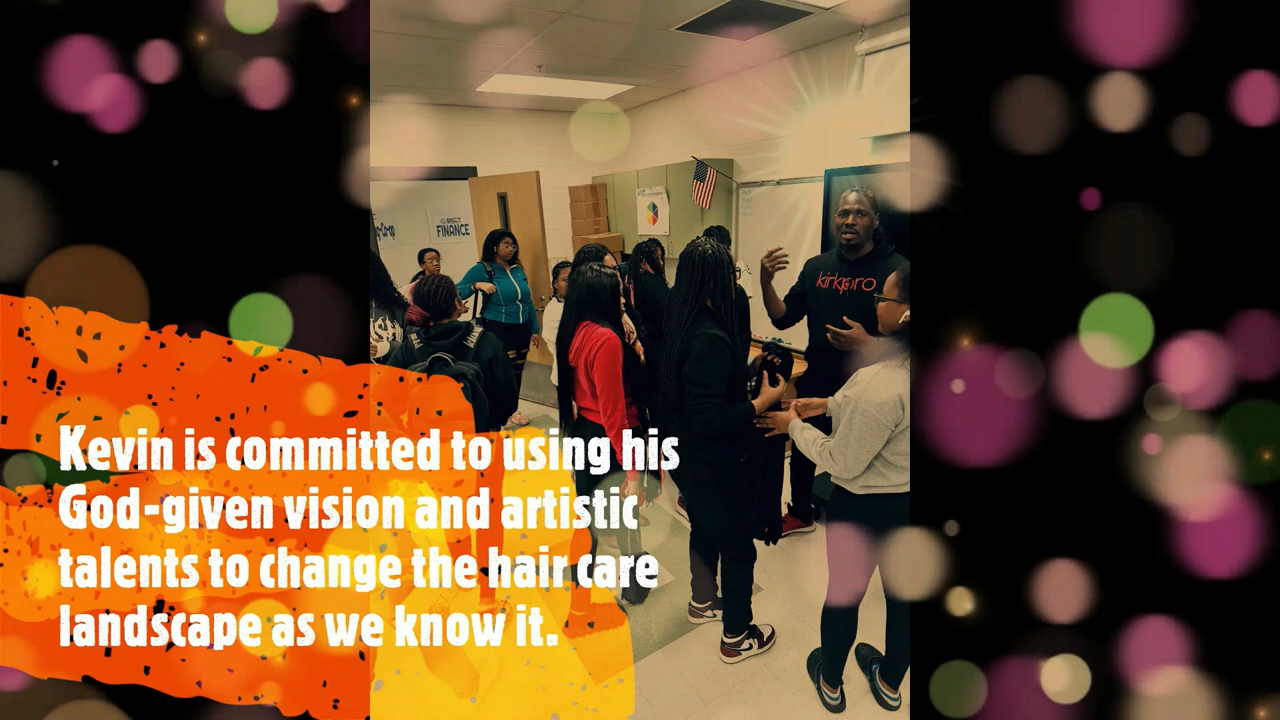 FINANCE
kirkpro
Kevin is committed to using his
God-given vision and artistic
talents to change the hair care
landscape as we know it.